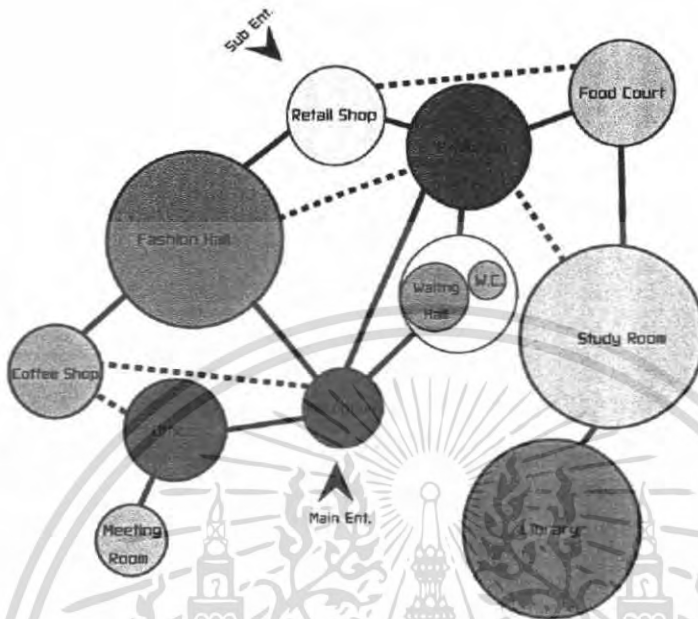 Sub Ent.
Retail Shop
Food Court
Fashion Hall
Waiting
Hall
W.C.
Study Room
Coffee Shop
Main Ent.
Meeting
Room
Library